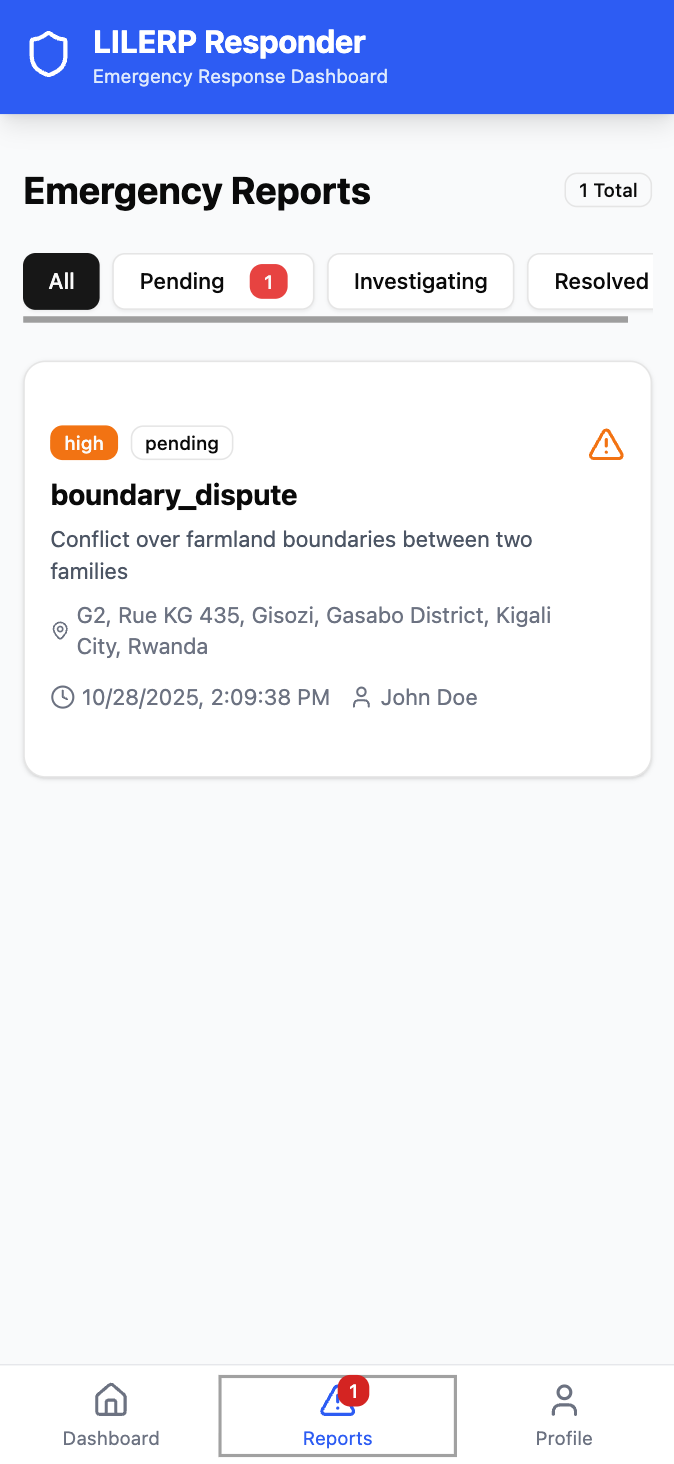 LILERP Responder
Emergency Response Dashboard
Emergency Reports
1 Total
All
Pending 1
Investigating
Resolved
high
pending
boundary_dispute
Conflict over farmland boundaries between two
families
G2, Rue KG 435, Gisozi, Gasabo District, Kigali
City, Rwanda
10/28/2025, 2:09:38 PM
John Doe
Dashboard
1
Reports
Profile